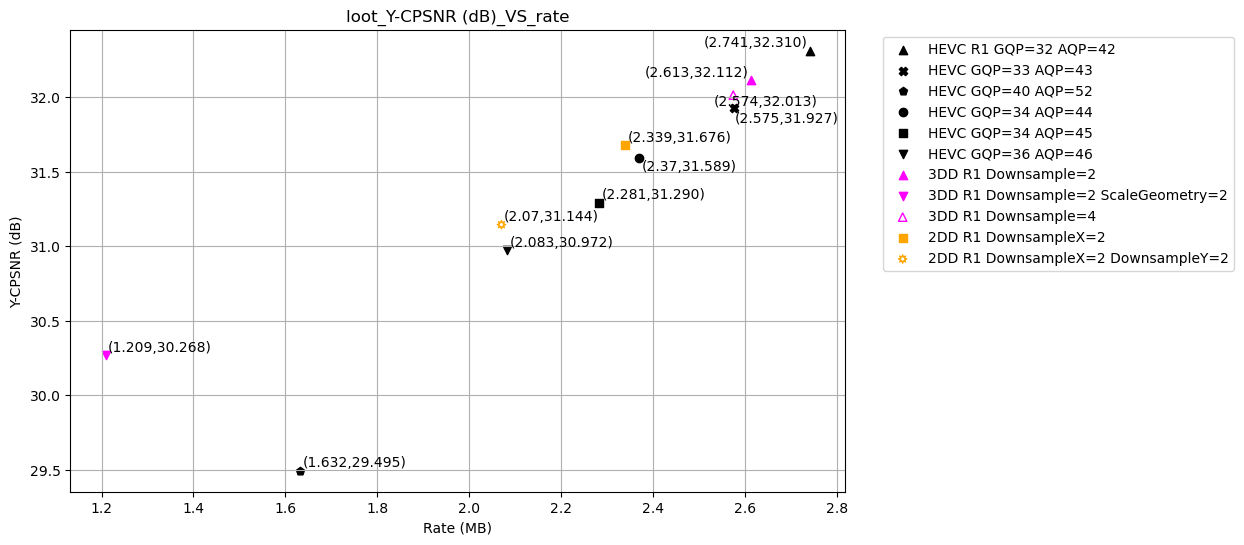 loot_Y-CPSNR (dB)_VS_rate
(2.741,32.310)
(2.613,32.112)
(2.574,32.013)
(2.575,31.927)
(2.339,31.676)
(2.37,31.589)
(2.281,31.290)
(2.07,31.144)
(2.083,30.972)
(1.209,30.268)
(1.632,29.495)
32.0
31.5
31.0
30.5
30.0
29.5
Y-CPSNR (dB)
1.2
1.4
1.6
1.8
2.0
2.2
2.4
2.6
2.8
Rate (MB)
HEVC R1 GQP=32 AQP=42
HEVC GQP=33 AQP=43
HEVC GQP=40 AQP=52
HEVC GQP=34 AQP=44
HEVC GQP=34 AQP=45
HEVC GQP=36 AQP=46
3DD R1 Downsample=2
3DD R1 Downsample=2 ScaleGeometry=2
3DD R1 Downsample=4
2DD R1 DownsampleX=2
2DD R1 DownsampleX=2 DownsampleY=2